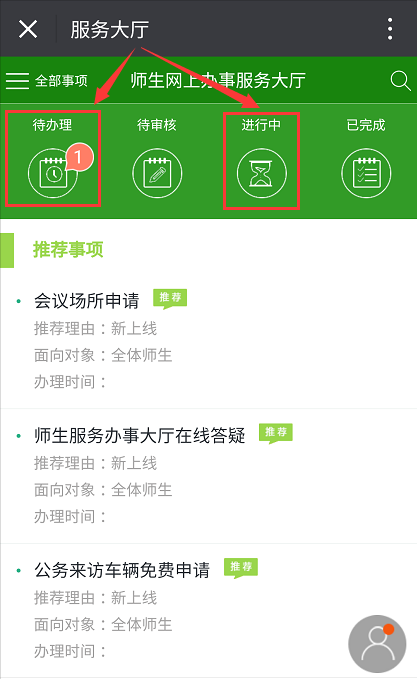 服务大厅
全部事项 师生网上办事服务大厅
待办理 待审核 进行中 已完成
1
推荐事项
会议场所申请 推荐
推荐理由：新上线
面向对象：全体师生
办理时间：
师生服务办事大厅在线答疑 推荐
推荐理由：新上线
面向对象：全体师生
办理时间：
公务来访车辆免费申请 推荐
推荐理由：新上线
面向对象：全体师生
办理时间：